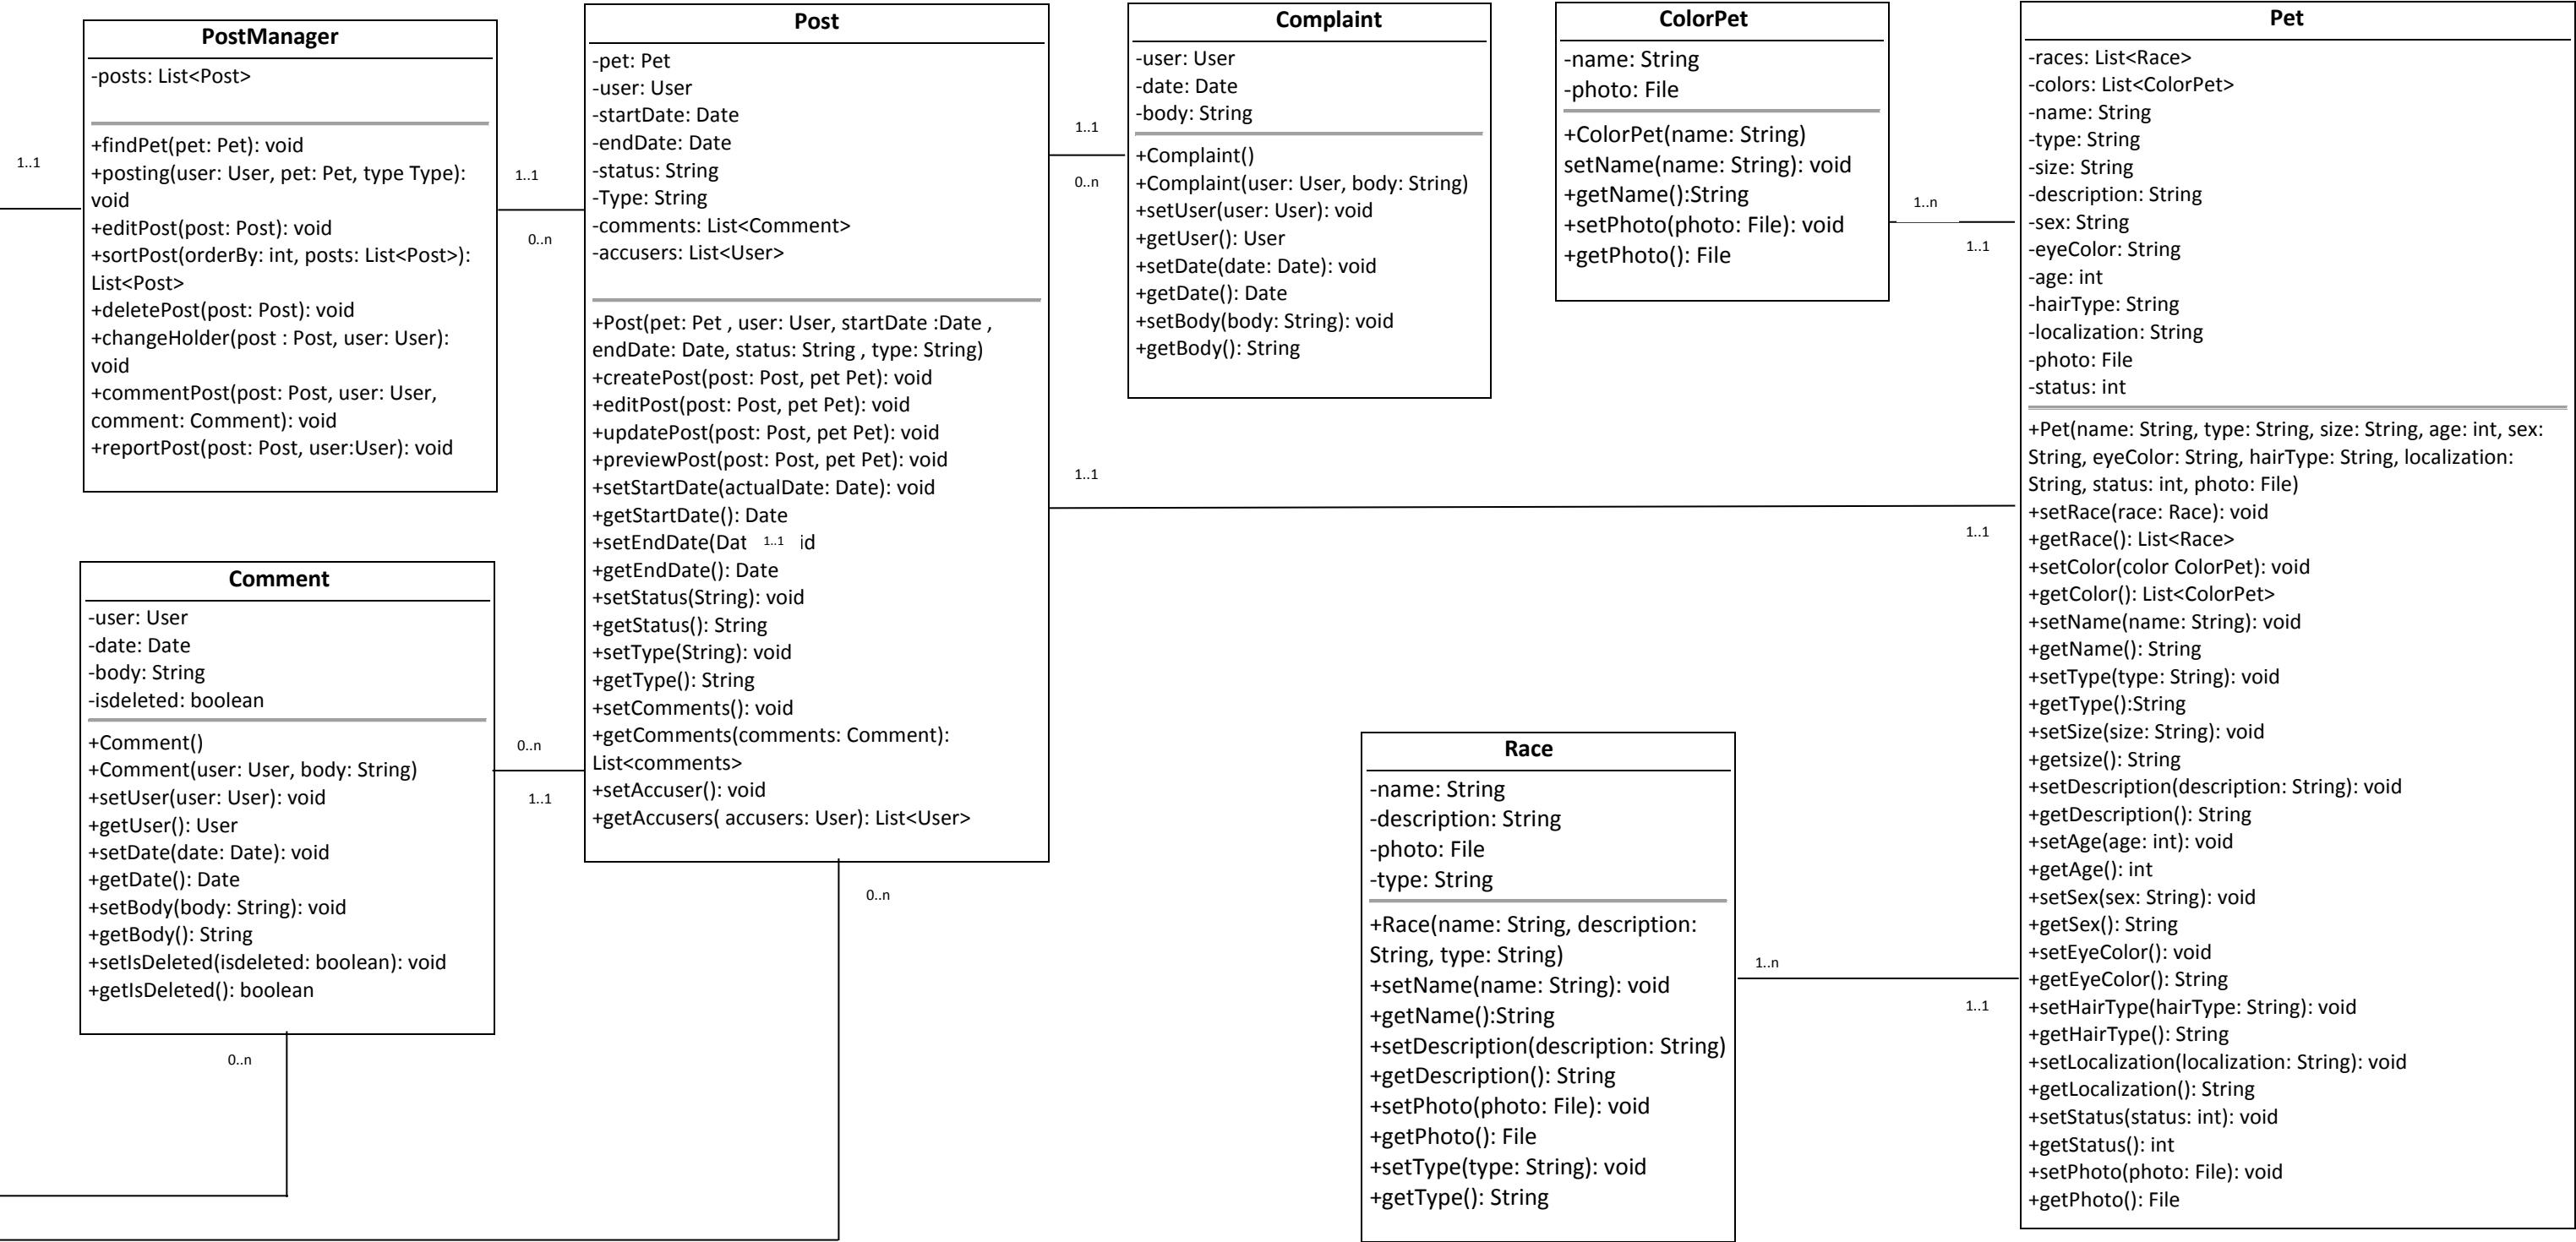 PostManager
-posts: List<Post>
+findPet(pet: Pet): void
+posting(user: User, pet: Pet, type Type):
void
+editPost(post: Post): void
+sortPost(orderBy: int, posts: List<Post>):
List<Post>
+deletePost(post: Post): void
+changeHolder(post : Post, user: User):
void
+commentPost(post: Post, user: User,
comment: Comment): void
+reportPost(post: Post, user:User): void
1..1
1..1
0..n
Post
-pet: Pet
-user: User
-startDate: Date
-endDate: Date
-status: String
-Type: String
-comments: List<Comment>
-accusers: List<User>
+Post(pet: Pet , user: User, startDate :Date ,
endDate: Date, status: String , type: String)
+createPost(post: Post, pet Pet): void
+editPost(post: Post, pet Pet): void
+updatePost(post: Post, pet Pet): void
+previewPost(post: Post, pet Pet): void
+setStartDate(actualDate: Date): void
+getStartDate(): Date
+setEndDate(Dat 1..1 id
+getEndDate(): Date
+setStatus(String): void
+getStatus(): String
+setType(String): void
+getType(): String
+setComments(): void
+getComments(comments: Comment):
List<comments>
+setAccuser(): void
+getAccusers( accusers: User): List<User>
1..1
0..n
Complaint
-user: User
-date: Date
-body: String
+Complaint()
+Complaint(user: User, body: String)
+setUser(user: User): void
+getUser(): User
+setDate(date: Date): void
+getDate(): Date
+setBody(body: String): void
+getBody(): String
ColorPet
-name: String
-photo: File
+ColorPet(name: String)
setName(name: String): void
+getName():String
+setPhoto(photo: File): void
+getPhoto(): File
1..n
1..1
Pet
-races: List<Race>
-colors: List<ColorPet>
-name: String
-type: String
-size: String
-description: String
-sex: String
-eyeColor: String
-age: int
-hairType: String
-localization: String
-photo: File
-status: int
+Pet(name: String, type: String, size: String, age: int, sex:
String, eyeColor: String, hairType: String, localization:
String, status: int, photo: File)
+setRace(race: Race): void
+getRace(): List<Race>
+setColor(color ColorPet): void
+getColor(): List<ColorPet>
+setName(name: String): void
+getName(): String
+setType(type: String): void
+getType():String
+setSize(size: String): void
+getsize(): String
+setDescription(description: String): void
+getDescription(): String
+setAge(age: int): void
+getAge(): int
+setSex(sex: String): void
+getSex(): String
+setEyeColor(): void
+getEyeColor(): String
+setHairType(hairType: String): void
+getHairType(): String
+setLocalization(localization: String): void
+getLocalization(): String
+setStatus(status: int): void
+getStatus(): int
+setPhoto(photo: File): void
+getPhoto(): File
1..1
1..1
Comment
-user: User
-date: Date
-body: String
-isdeleted: boolean
+Comment()
+Comment(user: User, body: String)
+setUser(user: User): void
+getUser(): User
+setDate(date: Date): void
+getDate(): Date
+setBody(body: String): void
+getBody(): String
+setIsDeleted(isdeleted: boolean): void
+getIsDeleted(): boolean
0..n
1..1
0..n
0..n
Race
-name: String
-description: String
-photo: File
-type: String
+Race(name: String, description:
String, type: String)
+setName(name: String): void
+getName():String
+setDescription(description: String)
+getDescription(): String
+setPhoto(photo: File): void
+getPhoto(): File
+setType(type: String): void
+getType(): String
1..n
1..1